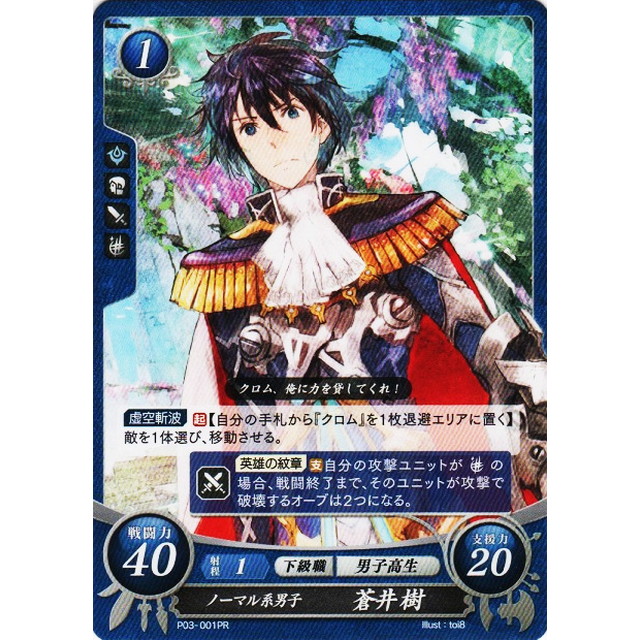 1
クロム、俺に力を貸してくれ!
虚空斬波 起【自分の手札から『クロム』を1枚退避エリアに置く】
敵を1体選び、移動させる。
英雄の紋章 支 自分の攻撃ユニットが の
場合、戦闘終了まで、そのユニットが攻撃で
破壊するオーブは2つになる。
戦闘力
40
射程 1
下級職
男子高生
支援力
20
ノーマル系男子 蒼井樹
P03-001PR
Illust:toi8